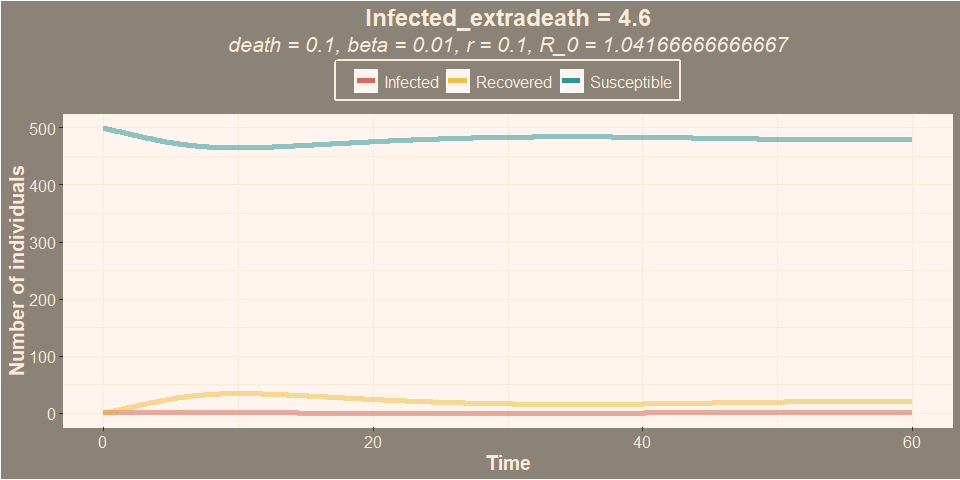 Infected_extradeath = 4.6
death = 0.1, beta = 0.01, r = 0.1, R_0 = 1.04166666666667
Infected Recovered Susceptible
Number of individuals
500
400
300
200
100
0
0 20 40 60
Time